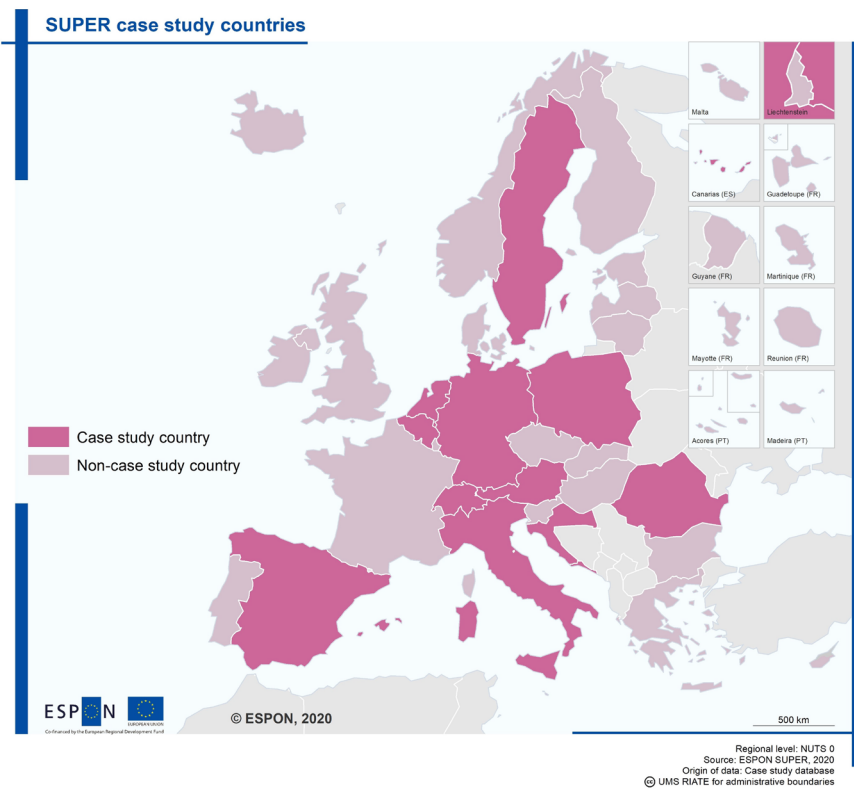 SUPER case study countries
Malta
Liechtenstein
Canarias (ES)
Guadeloupe (FR)
Guyane (FR)
Martinique (FR)
Mayotte (FR)
Reunion (FR)
Acores (PT)
Madeira (PT)
Case study country
Non-case study country
ESPON
EUROPEAN UNION
Co-financed by the European Regional Development Fund
© ESPON, 2020
500 km
Regional level: NUTS 0
Source: ESPON SUPER, 2020
Origin of data: Case study database
(cc) UMS RIATE for administrative boundaries